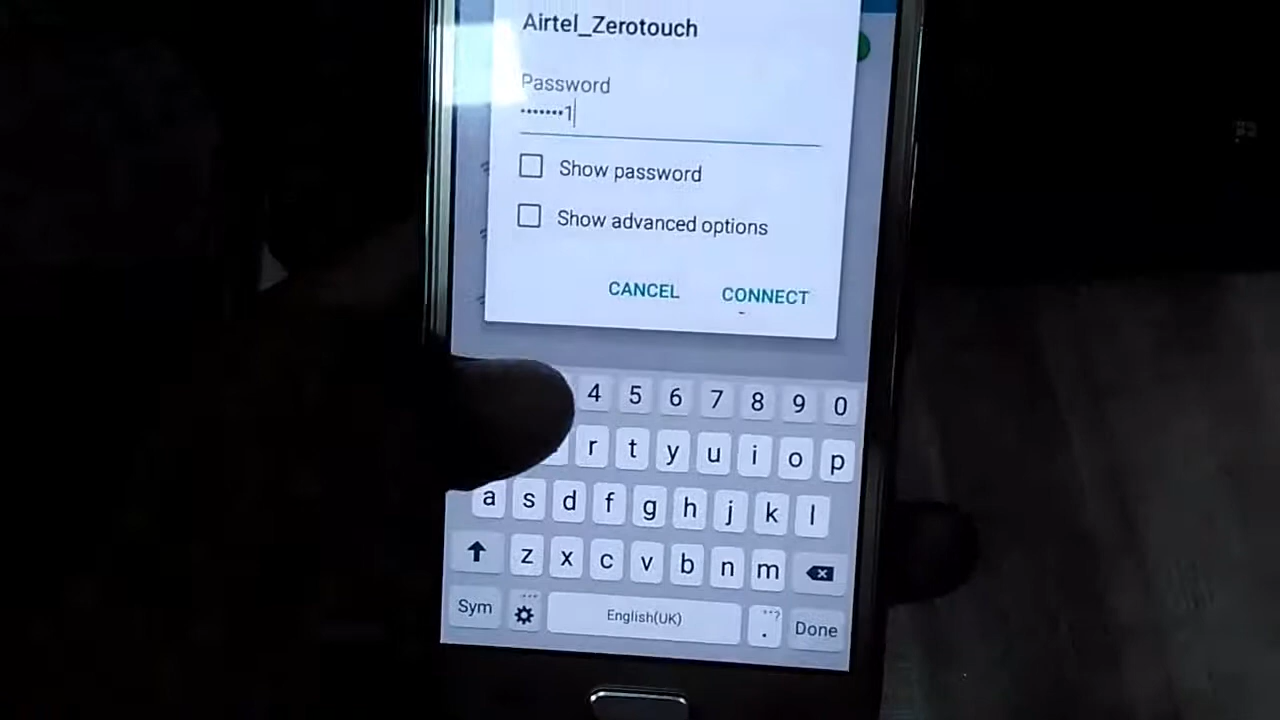 Airtel_Zerotouch
Password
•••••••1
Show password
Show advanced options
CANCEL CONNECT
4 5 6 7 8 9 0
r t y u i o p
a s d f g h j k l
z x c v b n m
Sym English(UK) . Done